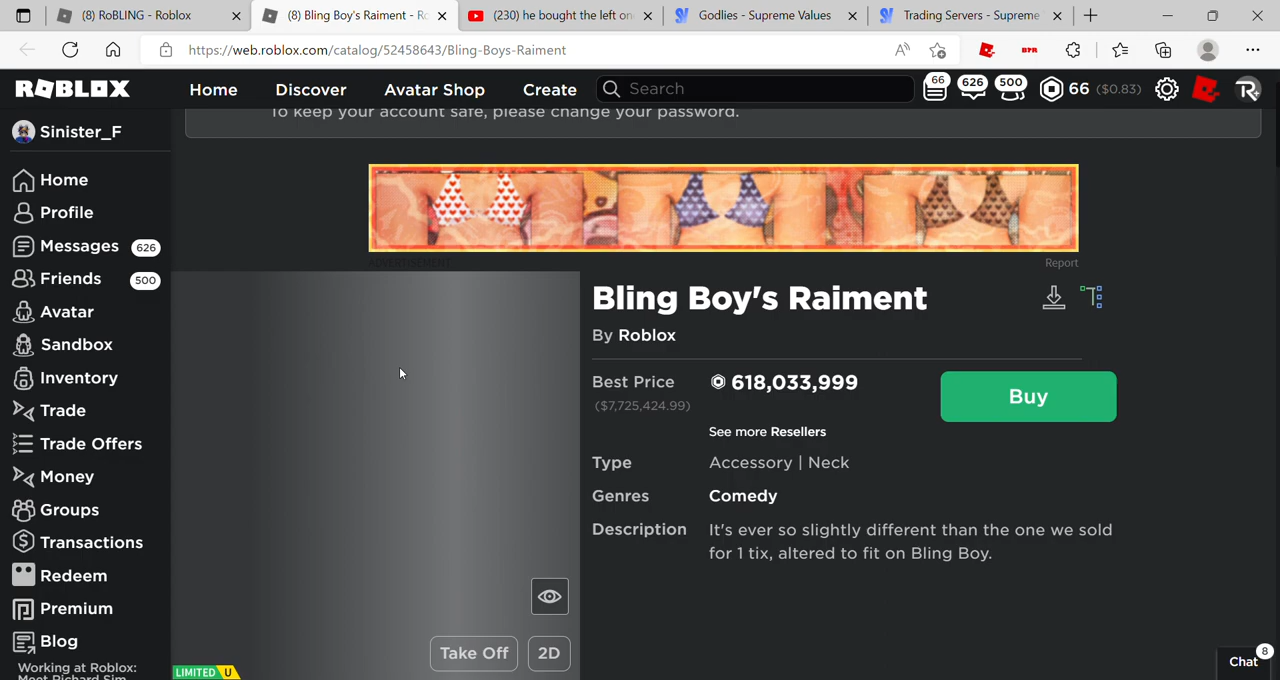 (8) RoBLING - Roblox
(8) Bling Boy's Raiment - Ro
(230) he bought the left on
Godlies - Supreme Values
Trading Servers - Supreme
https://web.roblox.com/catalog/52458643/Bling-Boys-Raiment
BPR
ROBLOX
Home
Discover
Avatar Shop
Create
Search
66
626
500
66 ($0.83)
R+
Sinister_F
To keep your account safe, please change your password.
Home
Profile
Messages 626
Friends 500
Avatar
Sandbox
Inventory
Trade
Trade Offers
Money
Groups
Transactions
Redeem
Premium
Blog
Working at Roblox:
Meet Richard Sim
ADVERTISEMENT
Report
Bling Boy's Raiment
By Roblox
Best Price 618,033,999
($7,725,424.99)
Buy
See more Resellers
Type Accessory | Neck
Genres Comedy
Description It's ever so slightly different than the one we sold
for 1 tix, altered to fit on Bling Boy.
Take Off
2D
LIMITED U
Chat 8